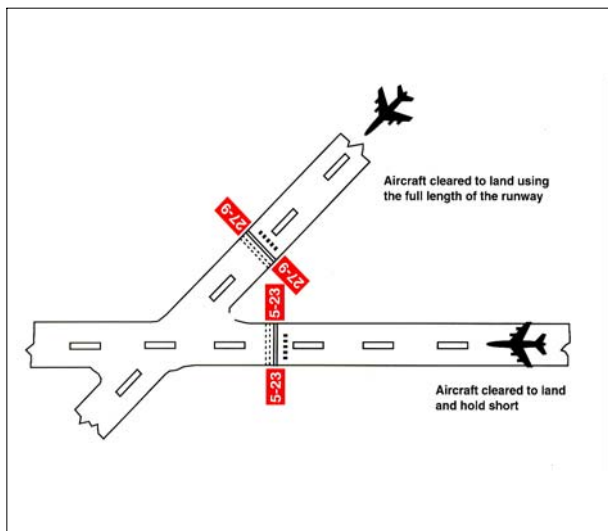 Aircraft cleared to land using
the full length of the runway
27-9
27-9
5-23
5-23
Aircraft cleared to land
and hold short